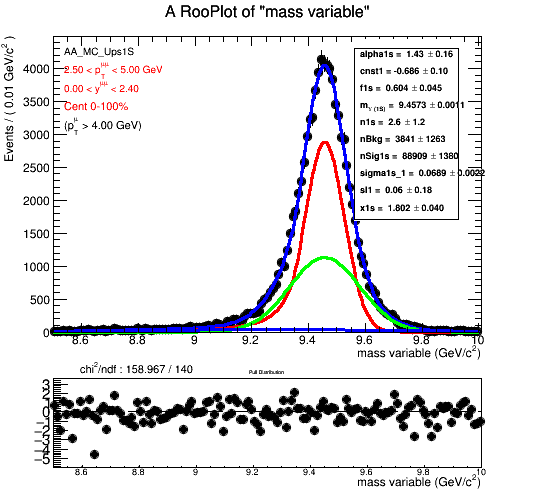 A RooPlot of "mass variable"
Events / ( 0.01 GeV/c² )
4000
3500
3000
2500
2000
1500
1000
500
0
AA_MC_Ups1S
2.50 < p_T^μμ < 5.00 GeV
0.00 < y^μμ < 2.40
Cent 0-100%
(p_T^μ > 4.00 GeV)
alpha1s = 1.43 ± 0.16
cnst1 = -0.686 ± 0.10
f1s = 0.604 ± 0.045
m_ϒ(1S) = 9.4573 ± 0.0011
n1s = 2.6 ± 1.2
nBkg = 3841 ± 1263
nSig1s = 88909 ± 1380
sigma1s_1 = 0.0689 ± 0.0022
sl1 = 0.06 ± 0.18
x1s = 1.802 ± 0.040
8.6 8.8 9 9.2 9.4 9.6 9.8 10
mass variable (GeV/c²)
chi²/ndf : 158.967 / 140
Pull Distribution
3
2
1
0
−1
−2
−3
−4
−5
8.6 8.8 9 9.2 9.4 9.6 9.8 10
mass variable (GeV/c²)